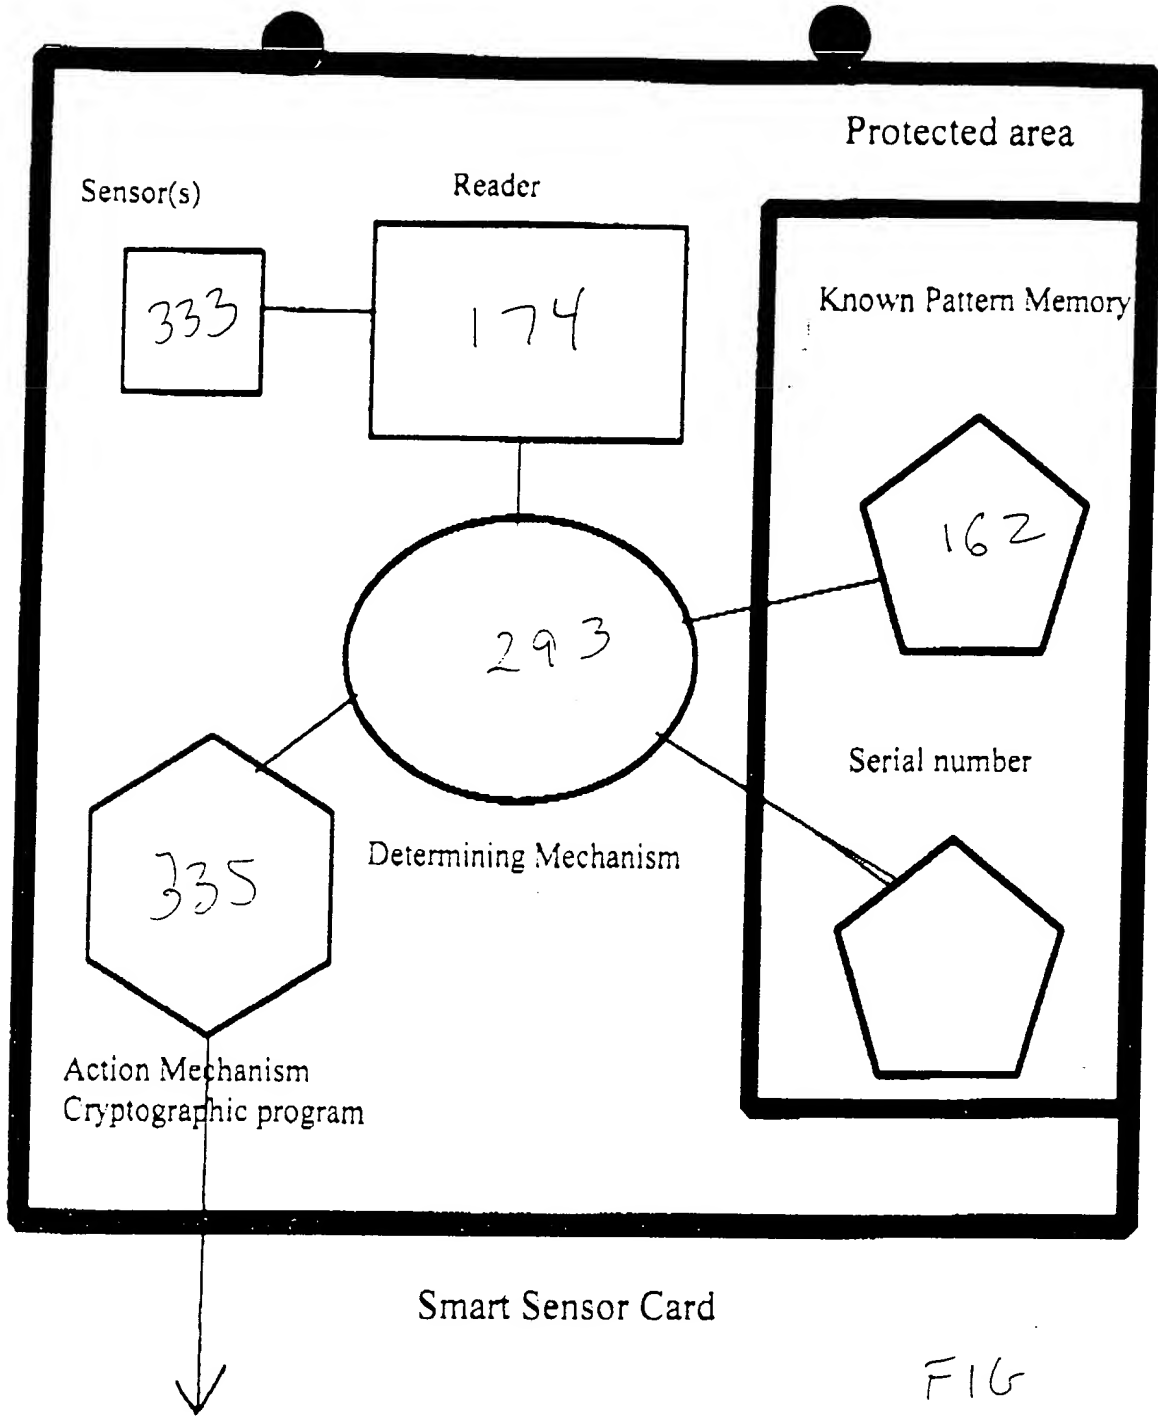 Protected area
Sensor(s)
Reader
333
174
Known Pattern Memory
162
293
Serial number
335
Determining Mechanism
Action Mechanism
Cryptographic program
Smart Sensor Card
FIG